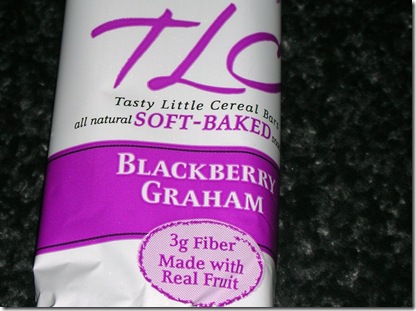 TLC
Tasty Little Cereal Bars
all natural SOFT-BAKED
BLACKBERRY
GRAHAM
3g Fiber
Made with
Real Fruit